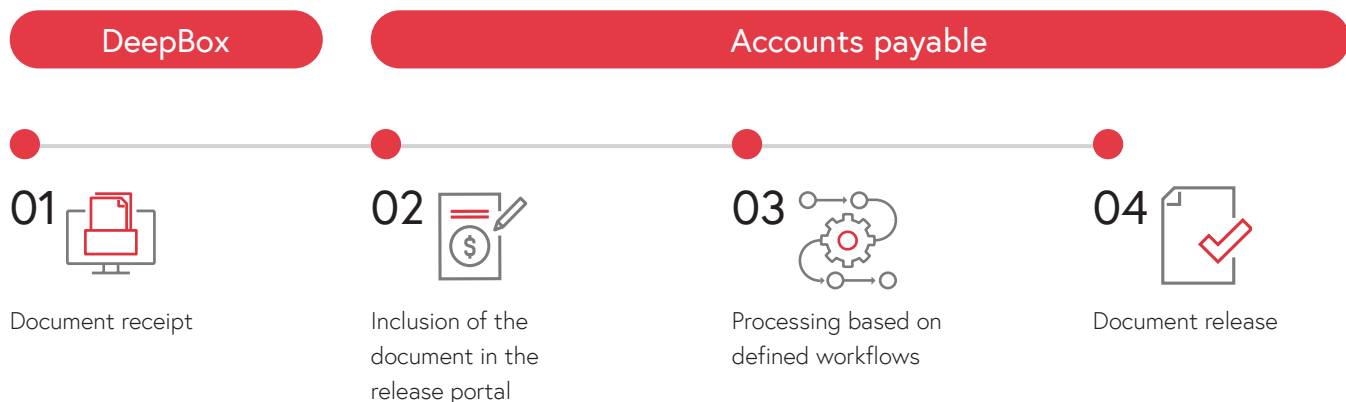 DeepBox
Accounts payable
01
02
$
03
04
Document receipt
Inclusion of the
document in the
release portal
Processing based on
defined workflows
Document release